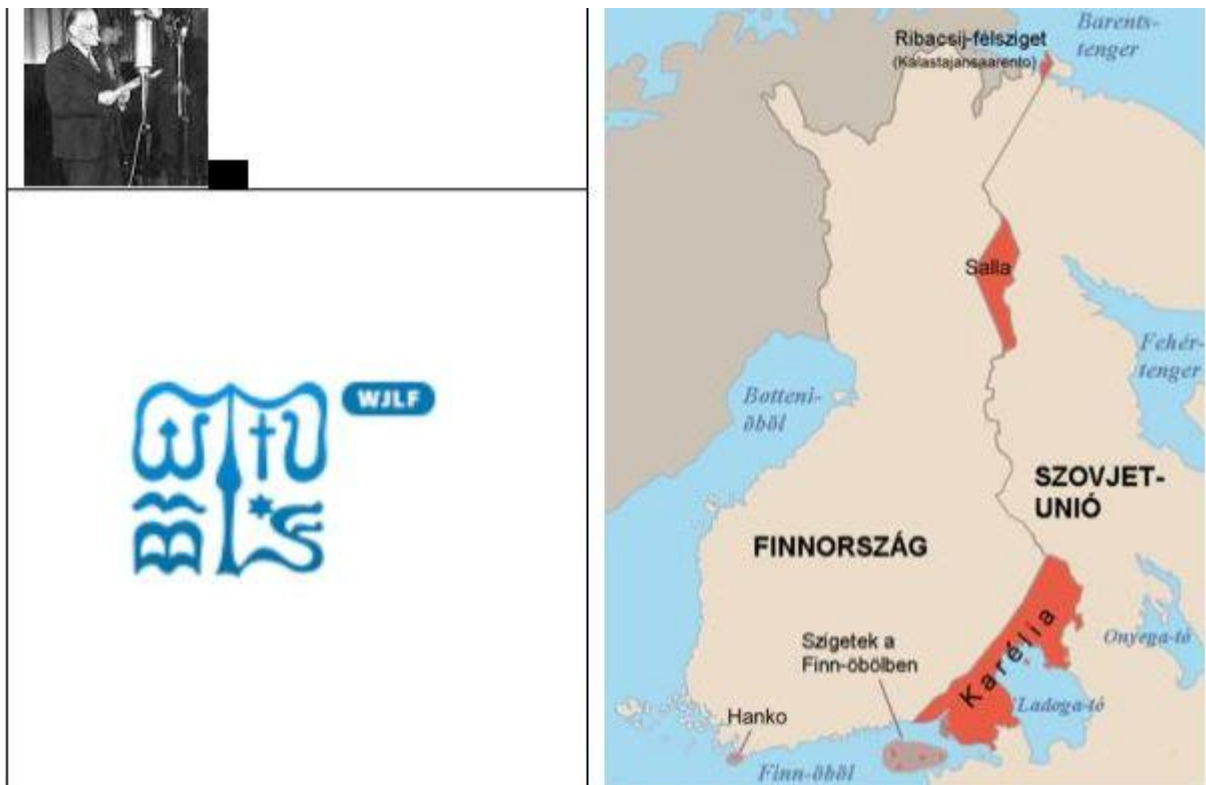 WJLF
Barents-
tenger
Ribacsij-félsziget
(Kalastajansaarento)
Salla
Fehér-
tenger
Botteni-
öböl
SZOVJET-
UNIÓ
FINNORSZÁG
Karélia
Onyega-tó
Szigetek a
Finn-öbölben
Ladoga-tó
Hanko
Finn-öböl